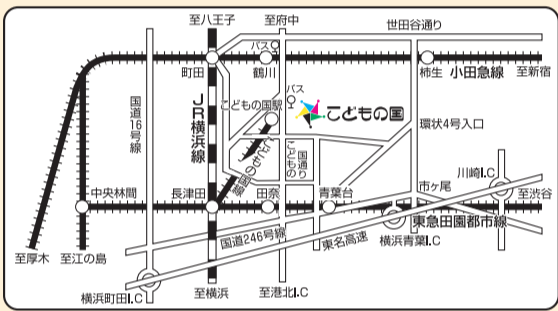 至八王子
至府中
世田谷通り
バス
町田
鶴川
柿生
小田急線
至新宿
バス
こどもの国駅
こどもの国
国道16号線
JR横浜線
こどもの国線
こどもの国通り
環状4号入口
川崎I.C
中央林間
長津田
田奈
青葉台
市ヶ尾
至渋谷
東急田園都市線
国道246号線
東名高速
横浜青葉I.C
至厚木
至江の島
横浜町田I.C
至横浜
至港北I.C